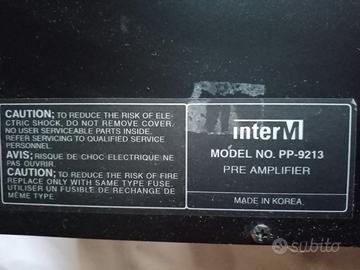 CAUTION; TO REDUCE THE RISK OF ELE-
CTRIC SHOCK, DO NOT REMOVE COVER.
NO USER SERVICEABLE PARTS INSIDE.
REFER SERVICING TO QUALIFIED SERVICE
PERSONNEL.
AVIS; RISQUE DE CHOC ELECTRIQUE NE
PAS OUVRIR.
CAUTION; TO REDUCE THE RISK OF FIRE
REPLACE ONLY WITH SAME TYPE FUSE.
UTILISER UN FUSIBLE DE RECHANGE DE
MÊME TYPE.
interM
MODEL NO. PP-9213
PRE AMPLIFIER
MADE IN KOREA.
subito